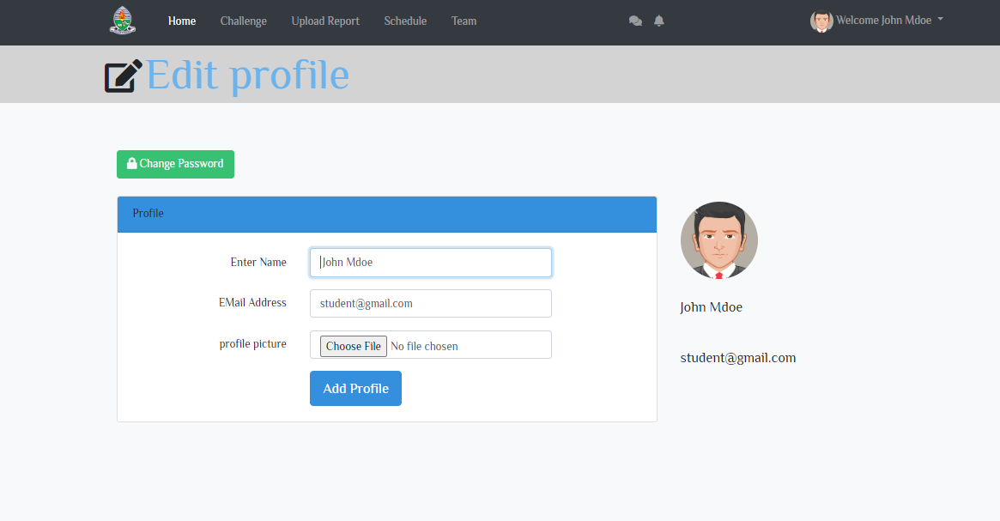 Home Challenge Upload Report Schedule Team Welcome John Mdoe
Edit profile
Change Password
Profile
Enter Name John Mdoe
EMail Address student@gmail.com
profile picture Choose File No file chosen
Add Profile
John Mdoe
student@gmail.com